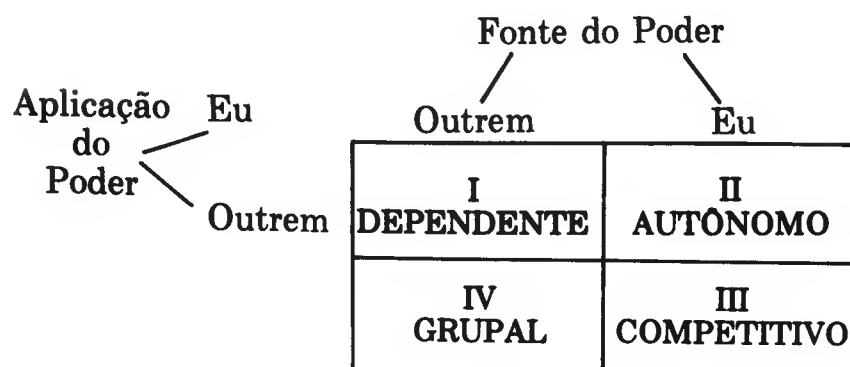 Fonte do Poder
Aplicação Eu
do
Poder
Outrem Eu
Outrem
I II
DEPENDENTE AUTÔNOMO
IV III
GRUPAL COMPETITIVO